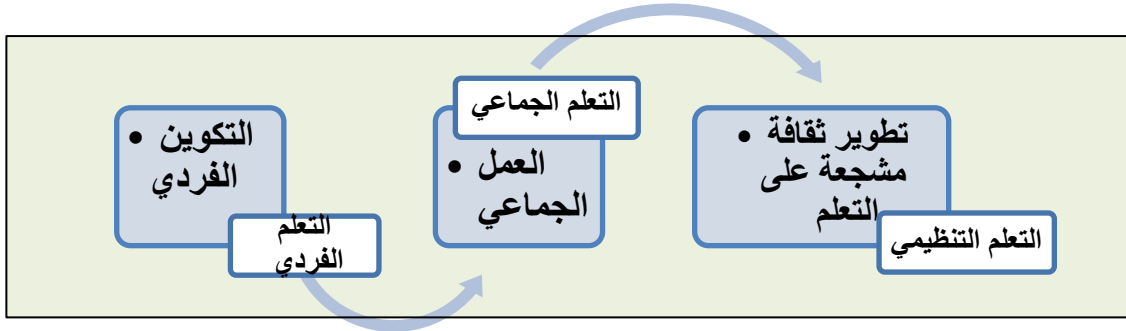 • التكوين
الفردي
التعلم
الفردي
التعلم الجماعي
• العمل
الجماعي
• تطوير ثقافة
مشجعة على
التعلم
التعلم التنظيمي